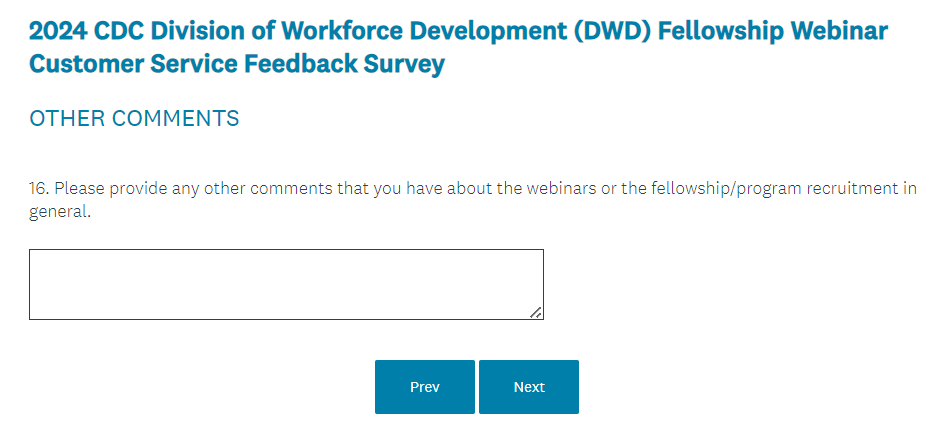 2024 CDC Division of Workforce Development (DWD) Fellowship Webinar
Customer Service Feedback Survey
OTHER COMMENTS
16. Please provide any other comments that you have about the webinars or the fellowship/program recruitment in
general.
Prev
Next